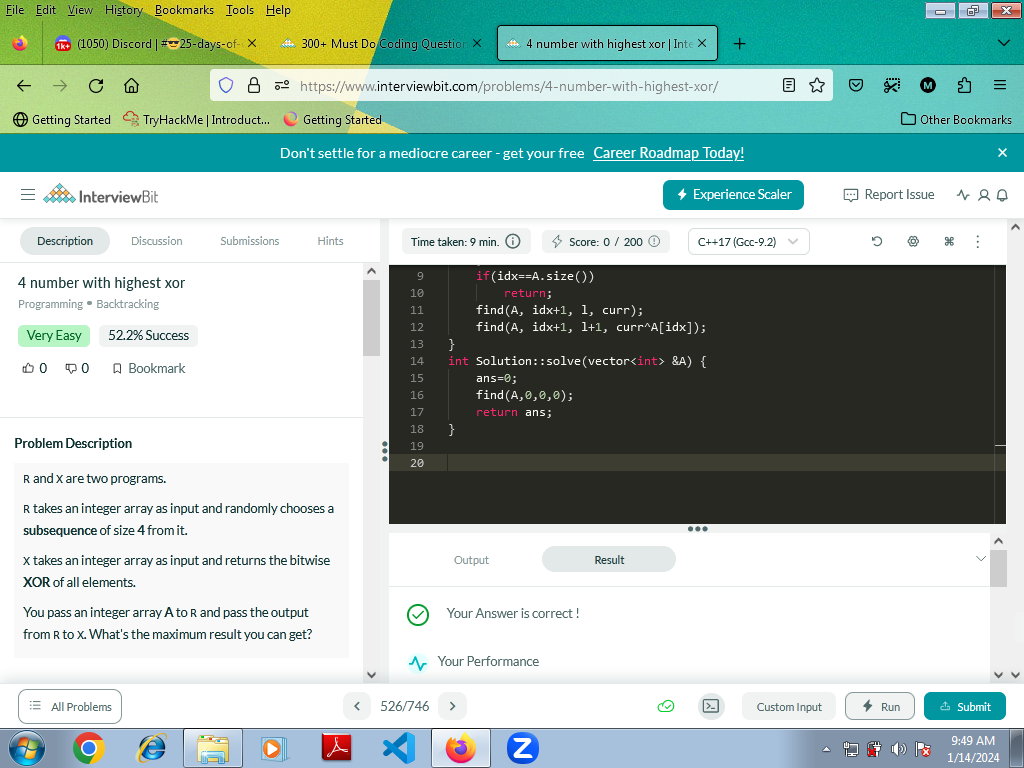 File Edit View History Bookmarks Tools Help
1K+ (1050) Discord | #😎25-days-of-
300+ Must Do Coding Question
4 number with highest xor | Inte
https://www.interviewbit.com/problems/4-number-with-highest-xor/
M
Getting Started TryHackMe | Introduct... Getting Started Other Bookmarks
Don't settle for a mediocre career - get your free Career Roadmap Today!
InterviewBit Experience Scaler Report Issue
Description Discussion Submissions Hints
Time taken: 9 min. Score: 0 / 200 C++17 (Gcc-9.2)
4 number with highest xor
Programming • Backtracking
Very Easy 52.2% Success
0 0 Bookmark
Problem Description
R and X are two programs.
R takes an integer array as input and randomly chooses a
subsequence of size 4 from it.
X takes an integer array as input and returns the bitwise
XOR of all elements.
You pass an integer array A to R and pass the output
from R to X. What's the maximum result you can get?
9 if(idx==A.size())
10 return;
11 find(A, idx+1, l, curr);
12 find(A, idx+1, l+1, curr^A[idx]);
13 }
14 int Solution::solve(vector<int> &A) {
15 ans=0;
16 find(A,0,0,0);
17 return ans;
18 }
19
20
Output Result
Your Answer is correct !
Your Performance
All Problems 526/746 Custom Input Run Submit
Z
9:49 AM
1/14/2024